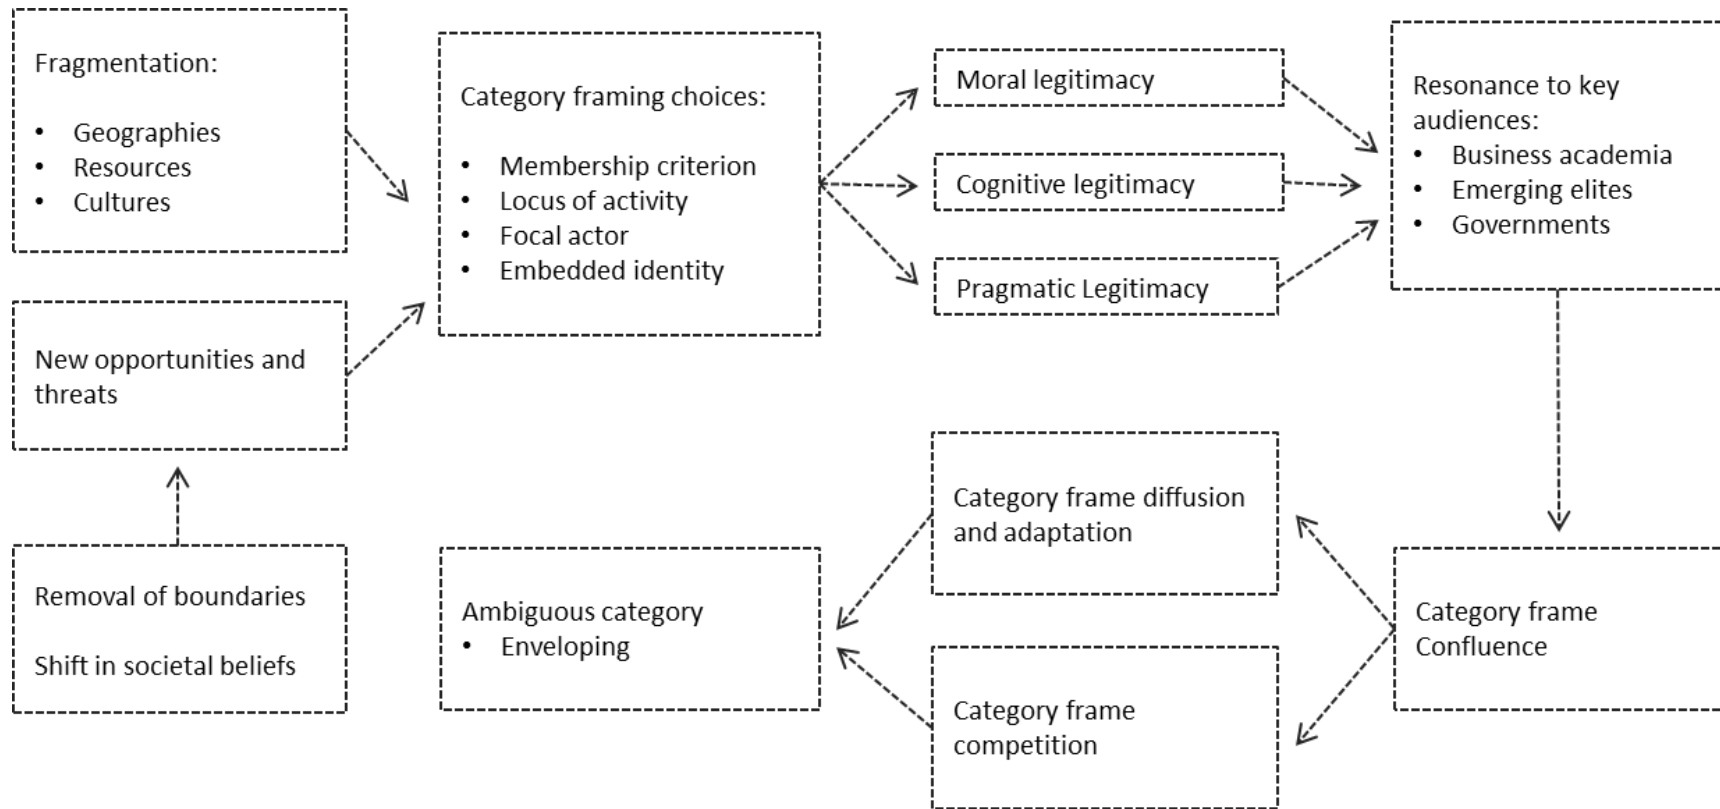 Fragmentation:
• Geographies
• Resources
• Cultures
New opportunities and
threats
Removal of boundaries
Shift in societal beliefs
Category framing choices:
• Membership criterion
• Locus of activity
• Focal actor
• Embedded identity
Moral legitimacy
Cognitive legitimacy
Pragmatic Legitimacy
Resonance to key
audiences:
• Business academia
• Emerging elites
• Governments
Category frame
Confluence
Category frame diffusion
and adaptation
Category frame
competition
Ambiguous category
• Enveloping